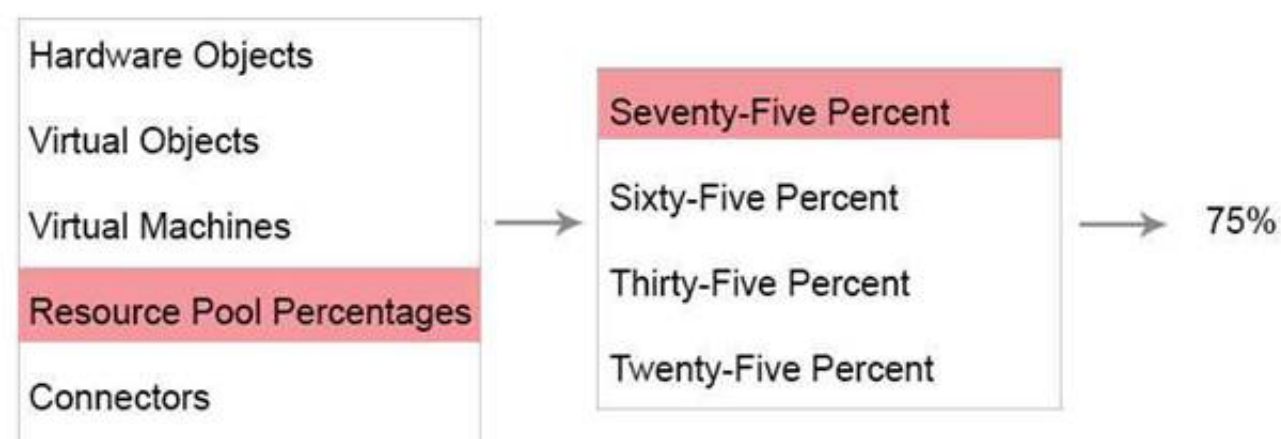 Hardware Objects
Virtual Objects
Virtual Machines
Resource Pool Percentages
Connectors
Seventy-Five Percent
Sixty-Five Percent
Thirty-Five Percent
Twenty-Five Percent
75%